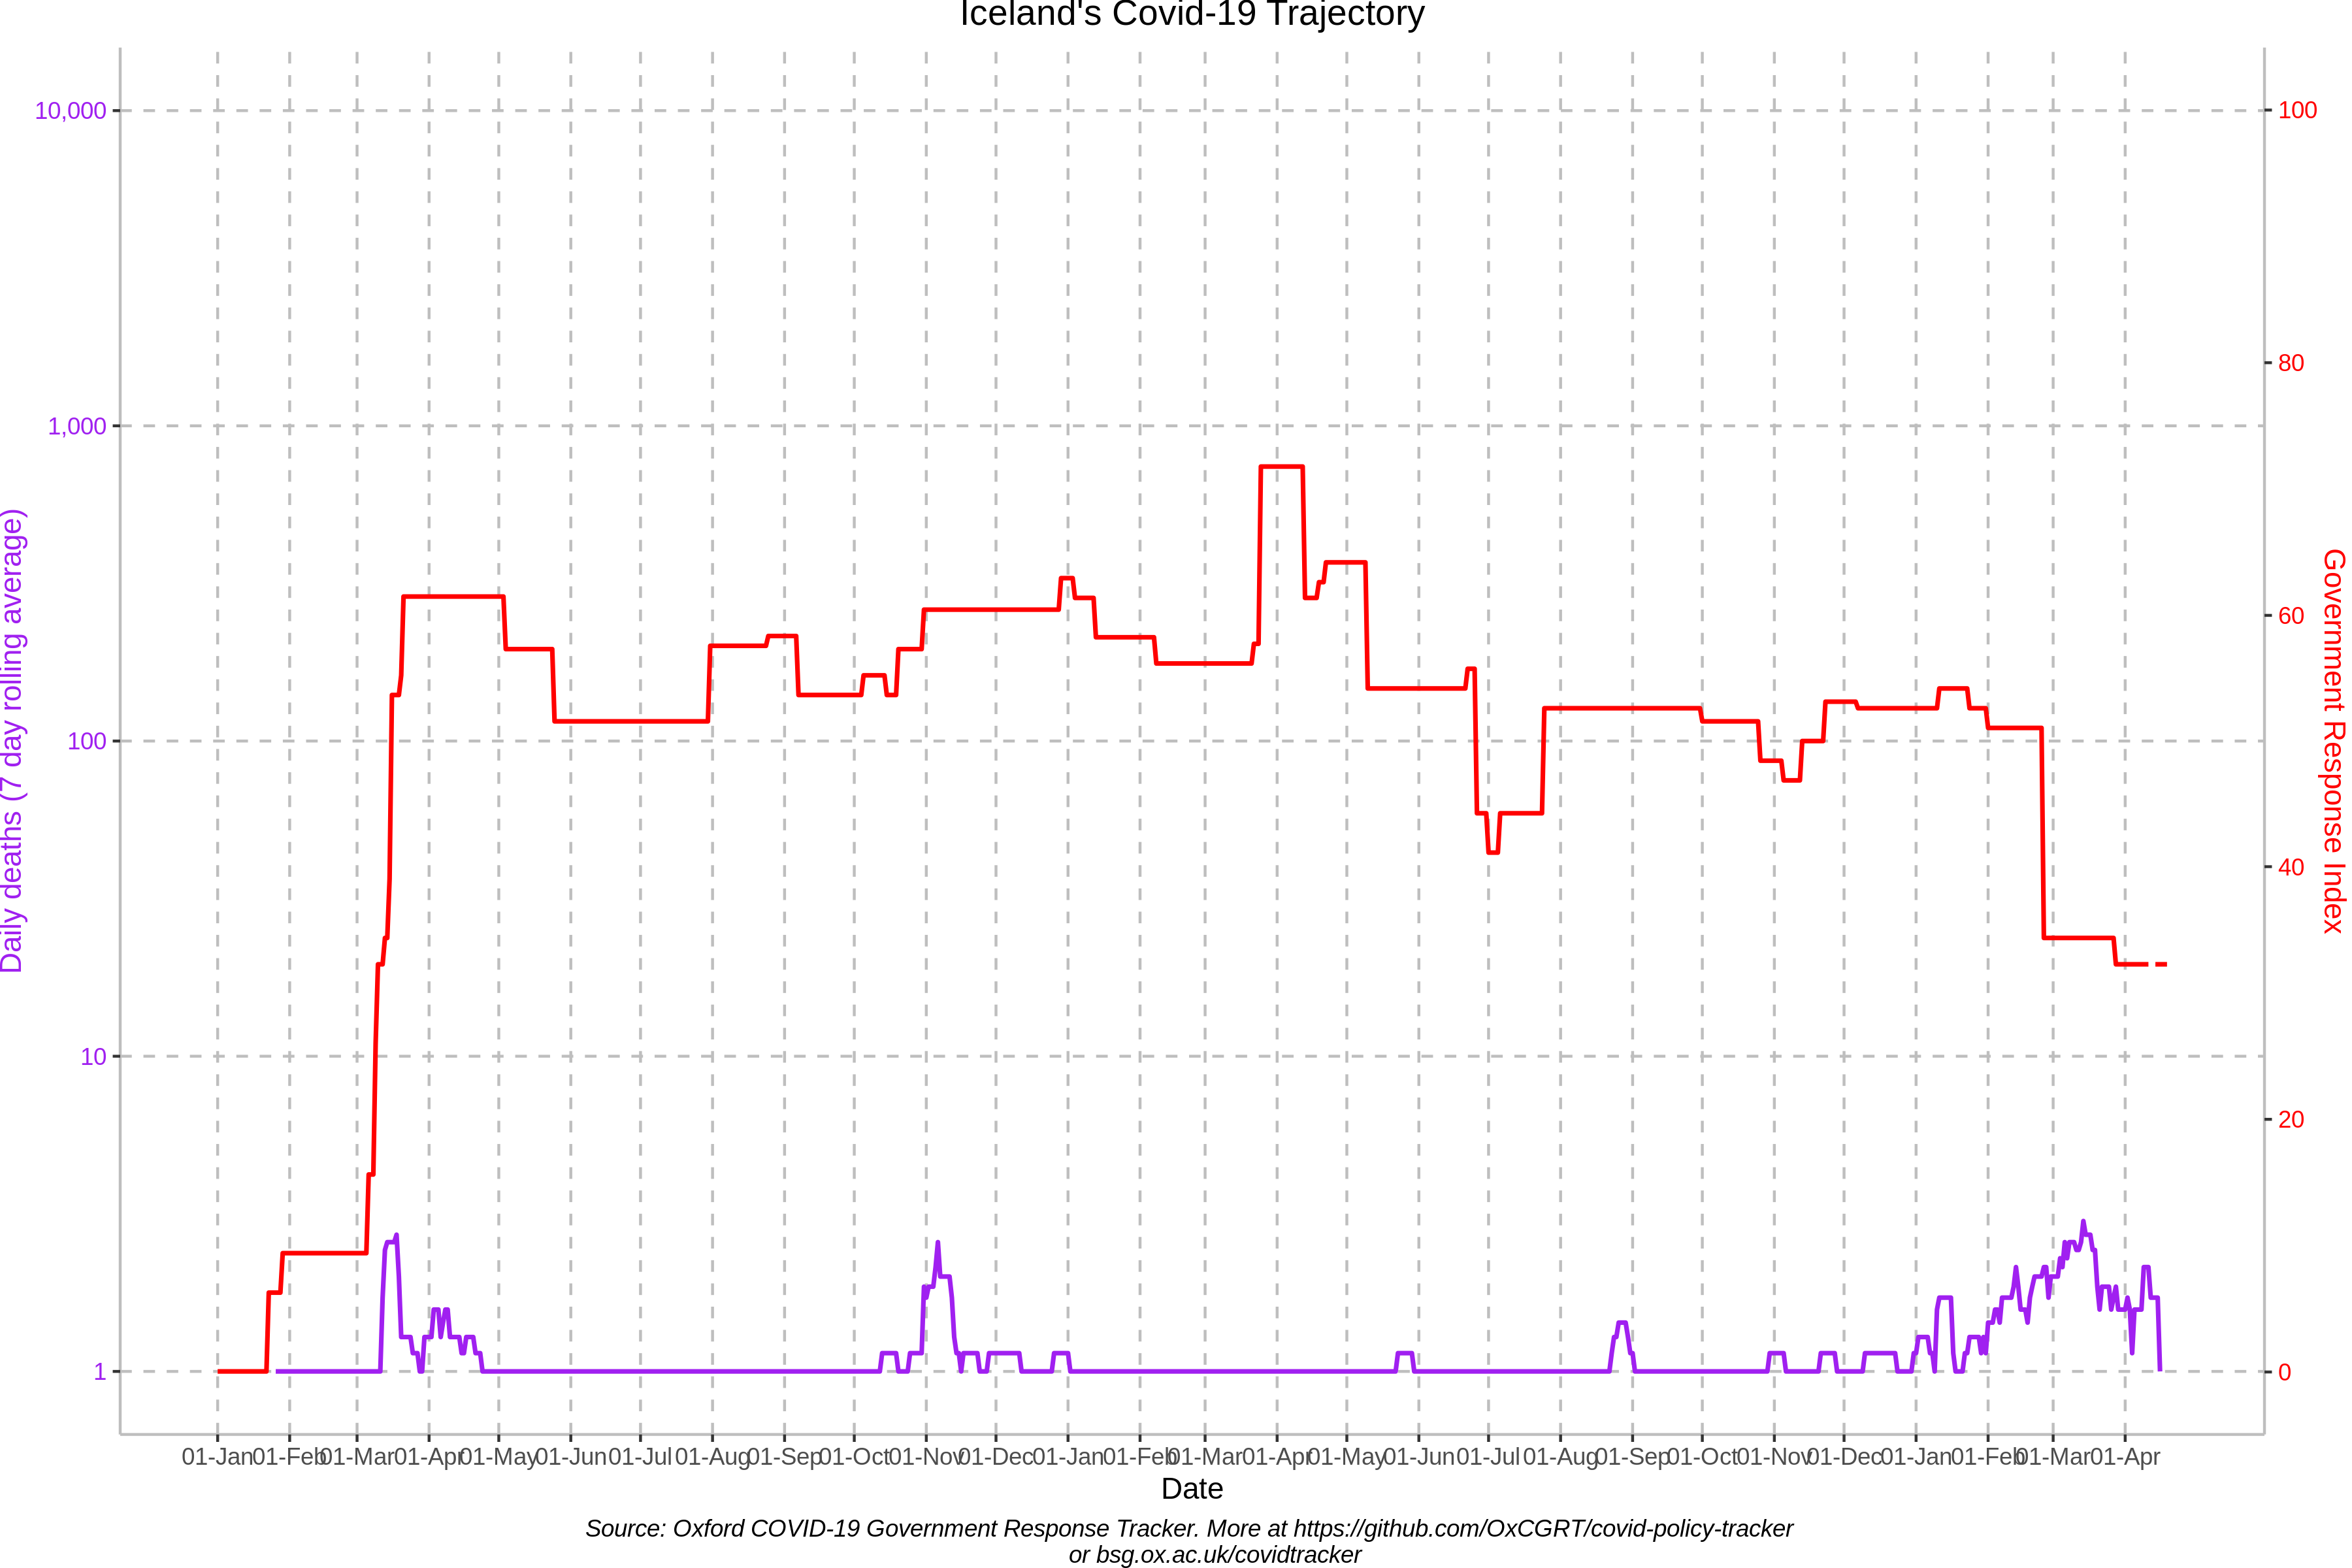 Iceland's Covid-19 Trajectory
10,000
1,000
100
10
1
Daily deaths (7 day rolling average)
100
80
60
40
20
0
Government Response Index
01-Jan 01-Feb 01-Mar 01-Apr 01-May 01-Jun 01-Jul 01-Aug 01-Sep 01-Oct 01-Nov 01-Dec 01-Jan 01-Feb 01-Mar 01-Apr 01-May 01-Jun 01-Jul 01-Aug 01-Sep 01-Oct 01-Nov 01-Dec 01-Jan 01-Feb 01-Mar 01-Apr
Date
Source: Oxford COVID-19 Government Response Tracker. More at https://github.com/OxCGRT/covid-policy-tracker
or bsg.ox.ac.uk/covidtracker